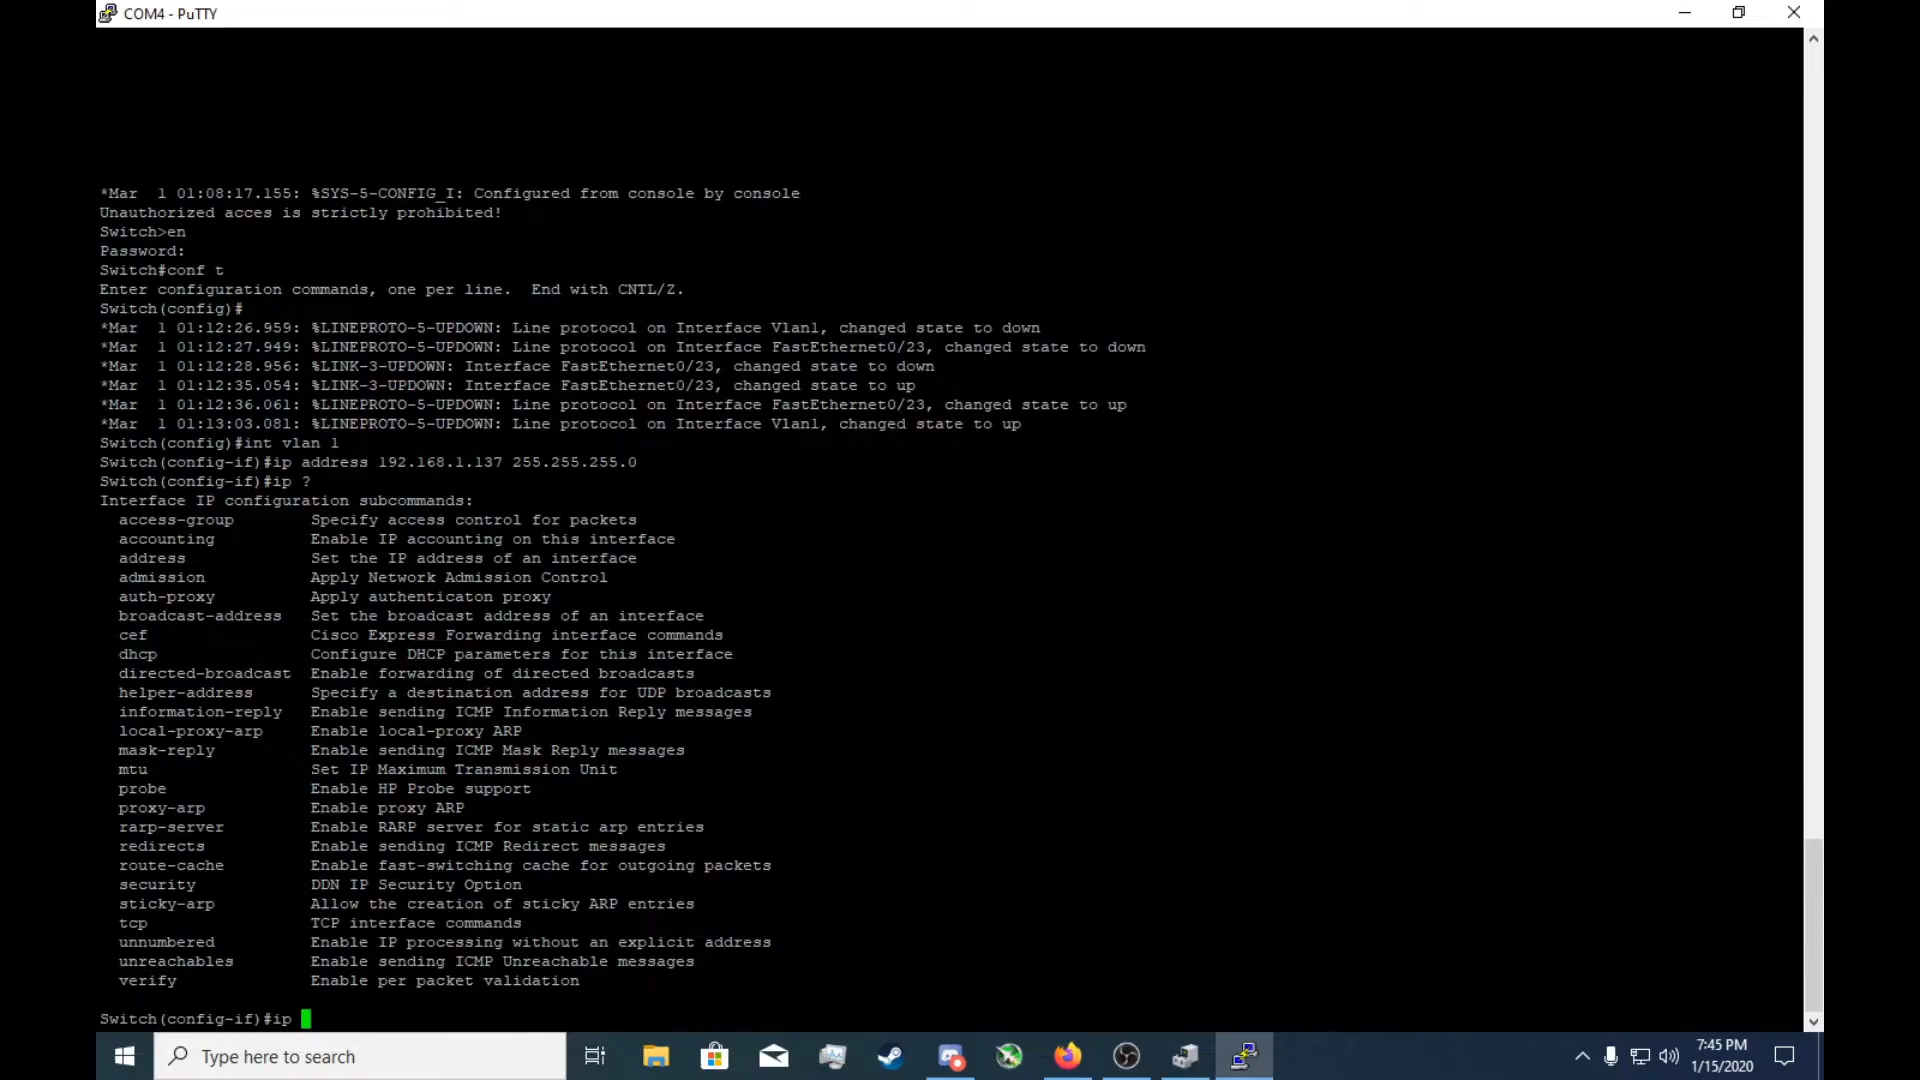 COM4 - PuTTY
*Mar  1 01:08:17.155: %SYS-5-CONFIG_I: Configured from console by console
Unauthorized acces is strictly prohibited!
Switch>en
Password:
Switch#conf t
Enter configuration commands, one per line.  End with CNTL/Z.
Switch(config)#
*Mar  1 01:12:26.959: %LINEPROTO-5-UPDOWN: Line protocol on Interface Vlan1, changed state to down
*Mar  1 01:12:27.949: %LINEPROTO-5-UPDOWN: Line protocol on Interface FastEthernet0/23, changed state to down
*Mar  1 01:12:28.956: %LINK-3-UPDOWN: Interface FastEthernet0/23, changed state to down
*Mar  1 01:12:35.054: %LINK-3-UPDOWN: Interface FastEthernet0/23, changed state to up
*Mar  1 01:12:36.061: %LINEPROTO-5-UPDOWN: Line protocol on Interface FastEthernet0/23, changed state to up
*Mar  1 01:13:03.081: %LINEPROTO-5-UPDOWN: Line protocol on Interface Vlan1, changed state to up
Switch(config)#int vlan 1
Switch(config-if)#ip address 192.168.1.137 255.255.255.0
Switch(config-if)#ip ?
Interface IP configuration subcommands:
  access-group        Specify access control for packets
  accounting          Enable IP accounting on this interface
  address             Set the IP address of an interface
  admission           Apply Network Admission Control
  auth-proxy          Apply authenticaton proxy
  broadcast-address   Set the broadcast address of an interface
  cef                 Cisco Express Forwarding interface commands
  dhcp                Configure DHCP parameters for this interface
  directed-broadcast  Enable forwarding of directed broadcasts
  helper-address      Specify a destination address for UDP broadcasts
  information-reply   Enable sending ICMP Information Reply messages
  local-proxy-arp     Enable local-proxy ARP
  mask-reply          Enable sending ICMP Mask Reply messages
  mtu                 Set IP Maximum Transmission Unit
  probe               Enable HP Probe support
  proxy-arp           Enable proxy ARP
  rarp-server         Enable RARP server for static arp entries
  redirects           Enable sending ICMP Redirect messages
  route-cache         Enable fast-switching cache for outgoing packets
  security            DDN IP Security Option
  sticky-arp          Allow the creation of sticky ARP entries
  tcp                 TCP interface commands
  unnumbered          Enable IP processing without an explicit address
  unreachables        Enable sending ICMP Unreachable messages
  verify              Enable per packet validation
Switch(config-if)#ip
Type here to search
7:45 PM
1/15/2020